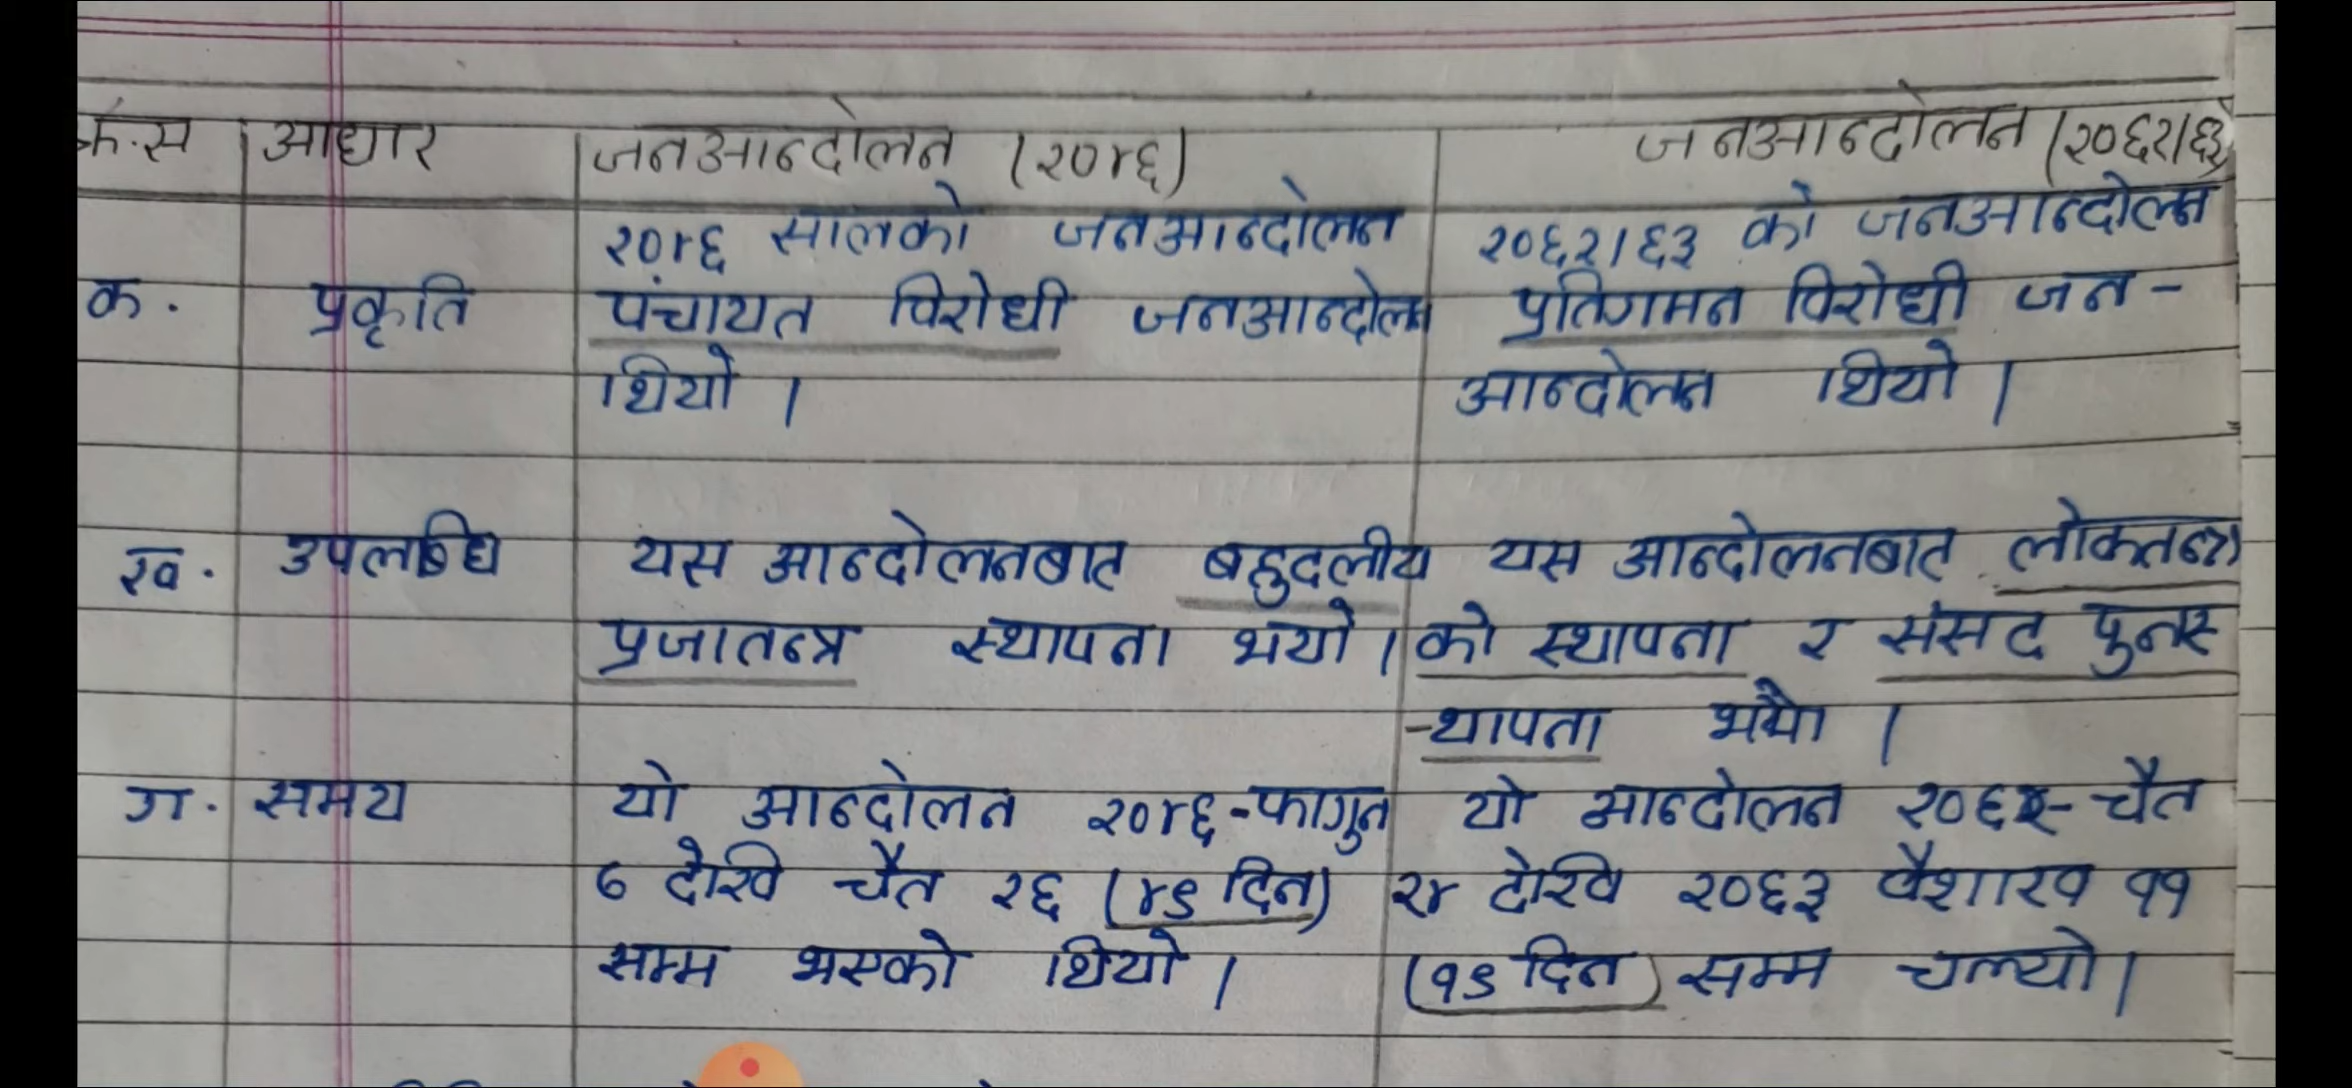 क्र.स आधार जनआन्दोलन (२०४६) जनआन्दोलन (२०६२।६३)
२०४६ सालको जनआन्दोलन २०६२।६३ को जनआन्दोलन
क. प्रकृति पंचायत विरोधी जनआन्दोलन प्रतिगमन विरोधी जन-
थियो । आन्दोलन थियो ।
ख. उपलब्धि यस आन्दोलनबाट बहुदलीय यस आन्दोलनबाट लोकतन्त्र
प्रजातन्त्र स्थापना भयो । को स्थापना र संसद पुनस
-थापना भयो ।
ग. समय यो आन्दोलन २०४६-फागुन यो आन्दोलन २०६२-चैत
७ देखि चैत २६ (४९ दिन) २४ देखि २०६३ वैशाख ११
सम्म भएको थियो । (१९ दिन) सम्म चल्यो ।